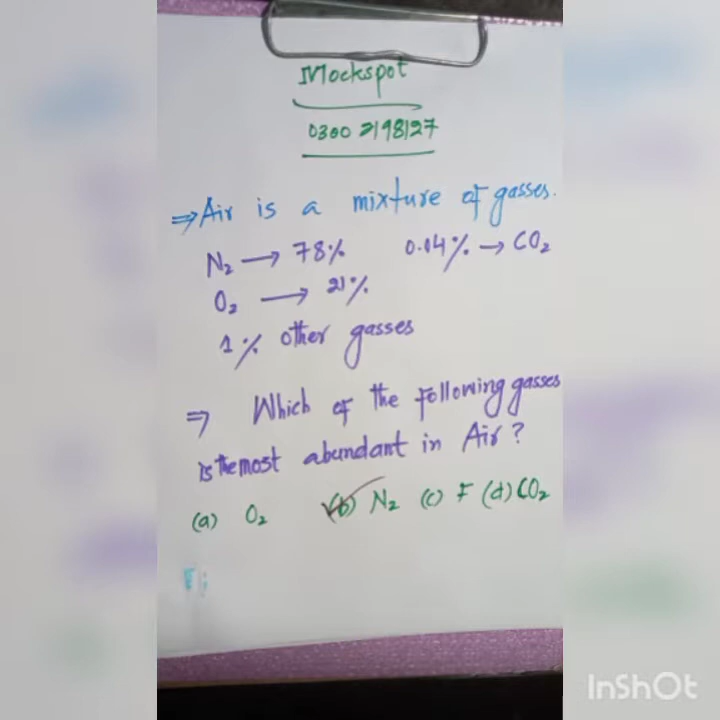 Mockspot
0300 2198127
⇒ Air is a mixture of gasses.
N₂ → 78% 0.04% → CO₂
O₂ → 21%
1% other gasses
⇒ Which of the following gasses
is the most abundant in Air?
(a) O₂ (b) N₂ (c) F (d) CO₂
InShOt